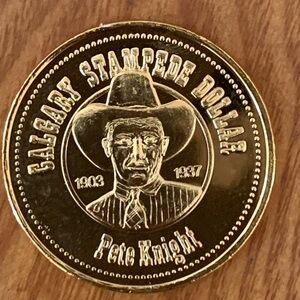 CALGARY STAMPEDE DOLLAR
1903 1937
Pete Knight